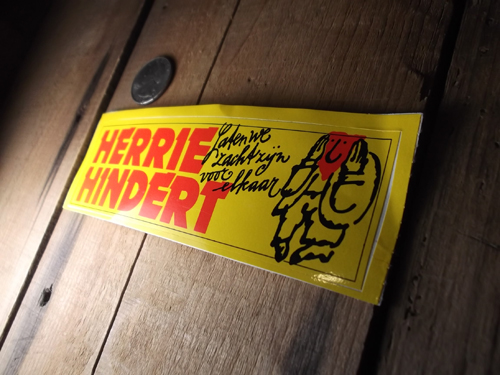 HERRIE
HINDERT
Laten we
zacht zijn
voor
elkaar